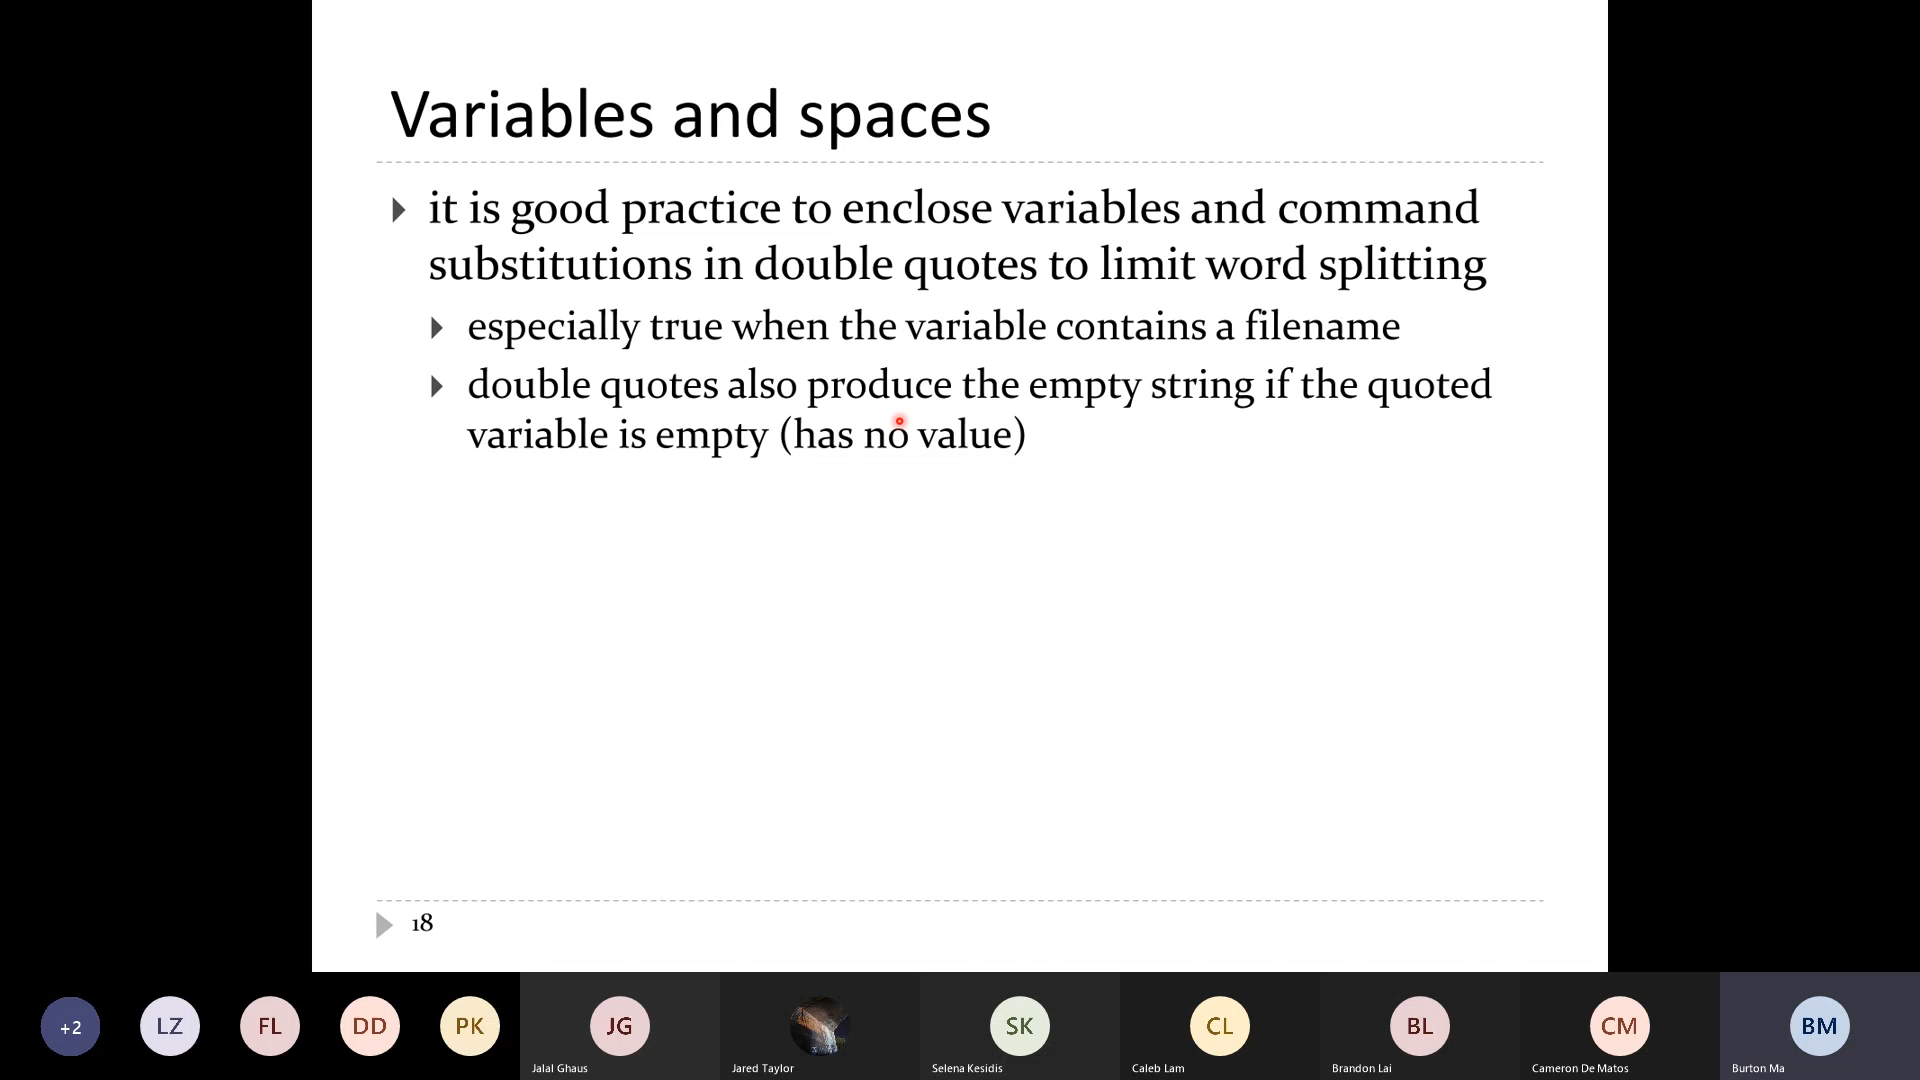 Variables and spaces
it is good practice to enclose variables and command
substitutions in double quotes to limit word splitting
especially true when the variable contains a filename
double quotes also produce the empty string if the quoted
variable is empty (has no value)
18
+2
LZ
FL
DD
PK
JG
SK
CL
BL
CM
BM
Jalal Ghaus
Jared Taylor
Selena Kesidis
Caleb Lam
Brandon Lai
Cameron De Matos
Burton Ma